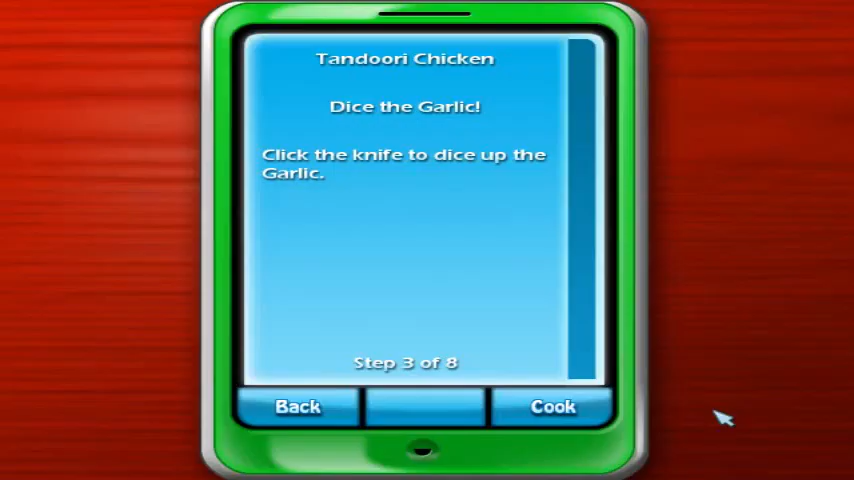 Tandoori Chicken
Dice the Garlic!
Click the knife to dice up the
Garlic.
Step 3 of 8
Back
Cook